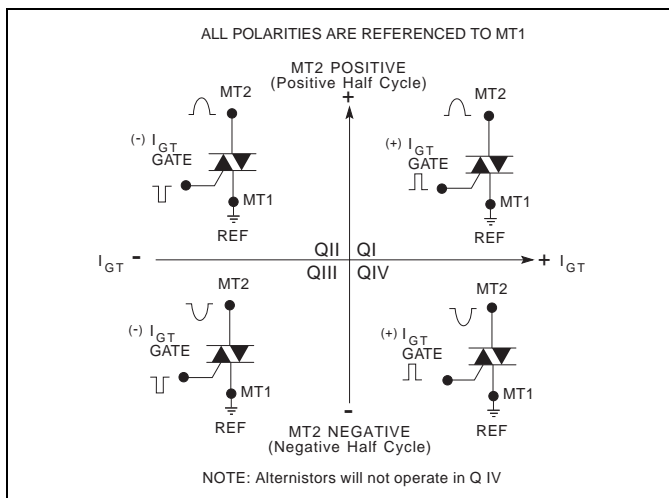 ALL POLARITIES ARE REFERENCED TO MT1
MT2 POSITIVE
(Positive Half Cycle)
+
MT2
(-) IGT
GATE
MT1
REF
MT2
(+) IGT
GATE
MT1
REF
IGT -
QII QI
QIII QIV
+ IGT
MT2
(-) IGT
GATE
MT1
REF
MT2
(+) IGT
GATE
MT1
REF
-
MT2 NEGATIVE
(Negative Half Cycle)
NOTE: Alternistors will not operate in Q IV